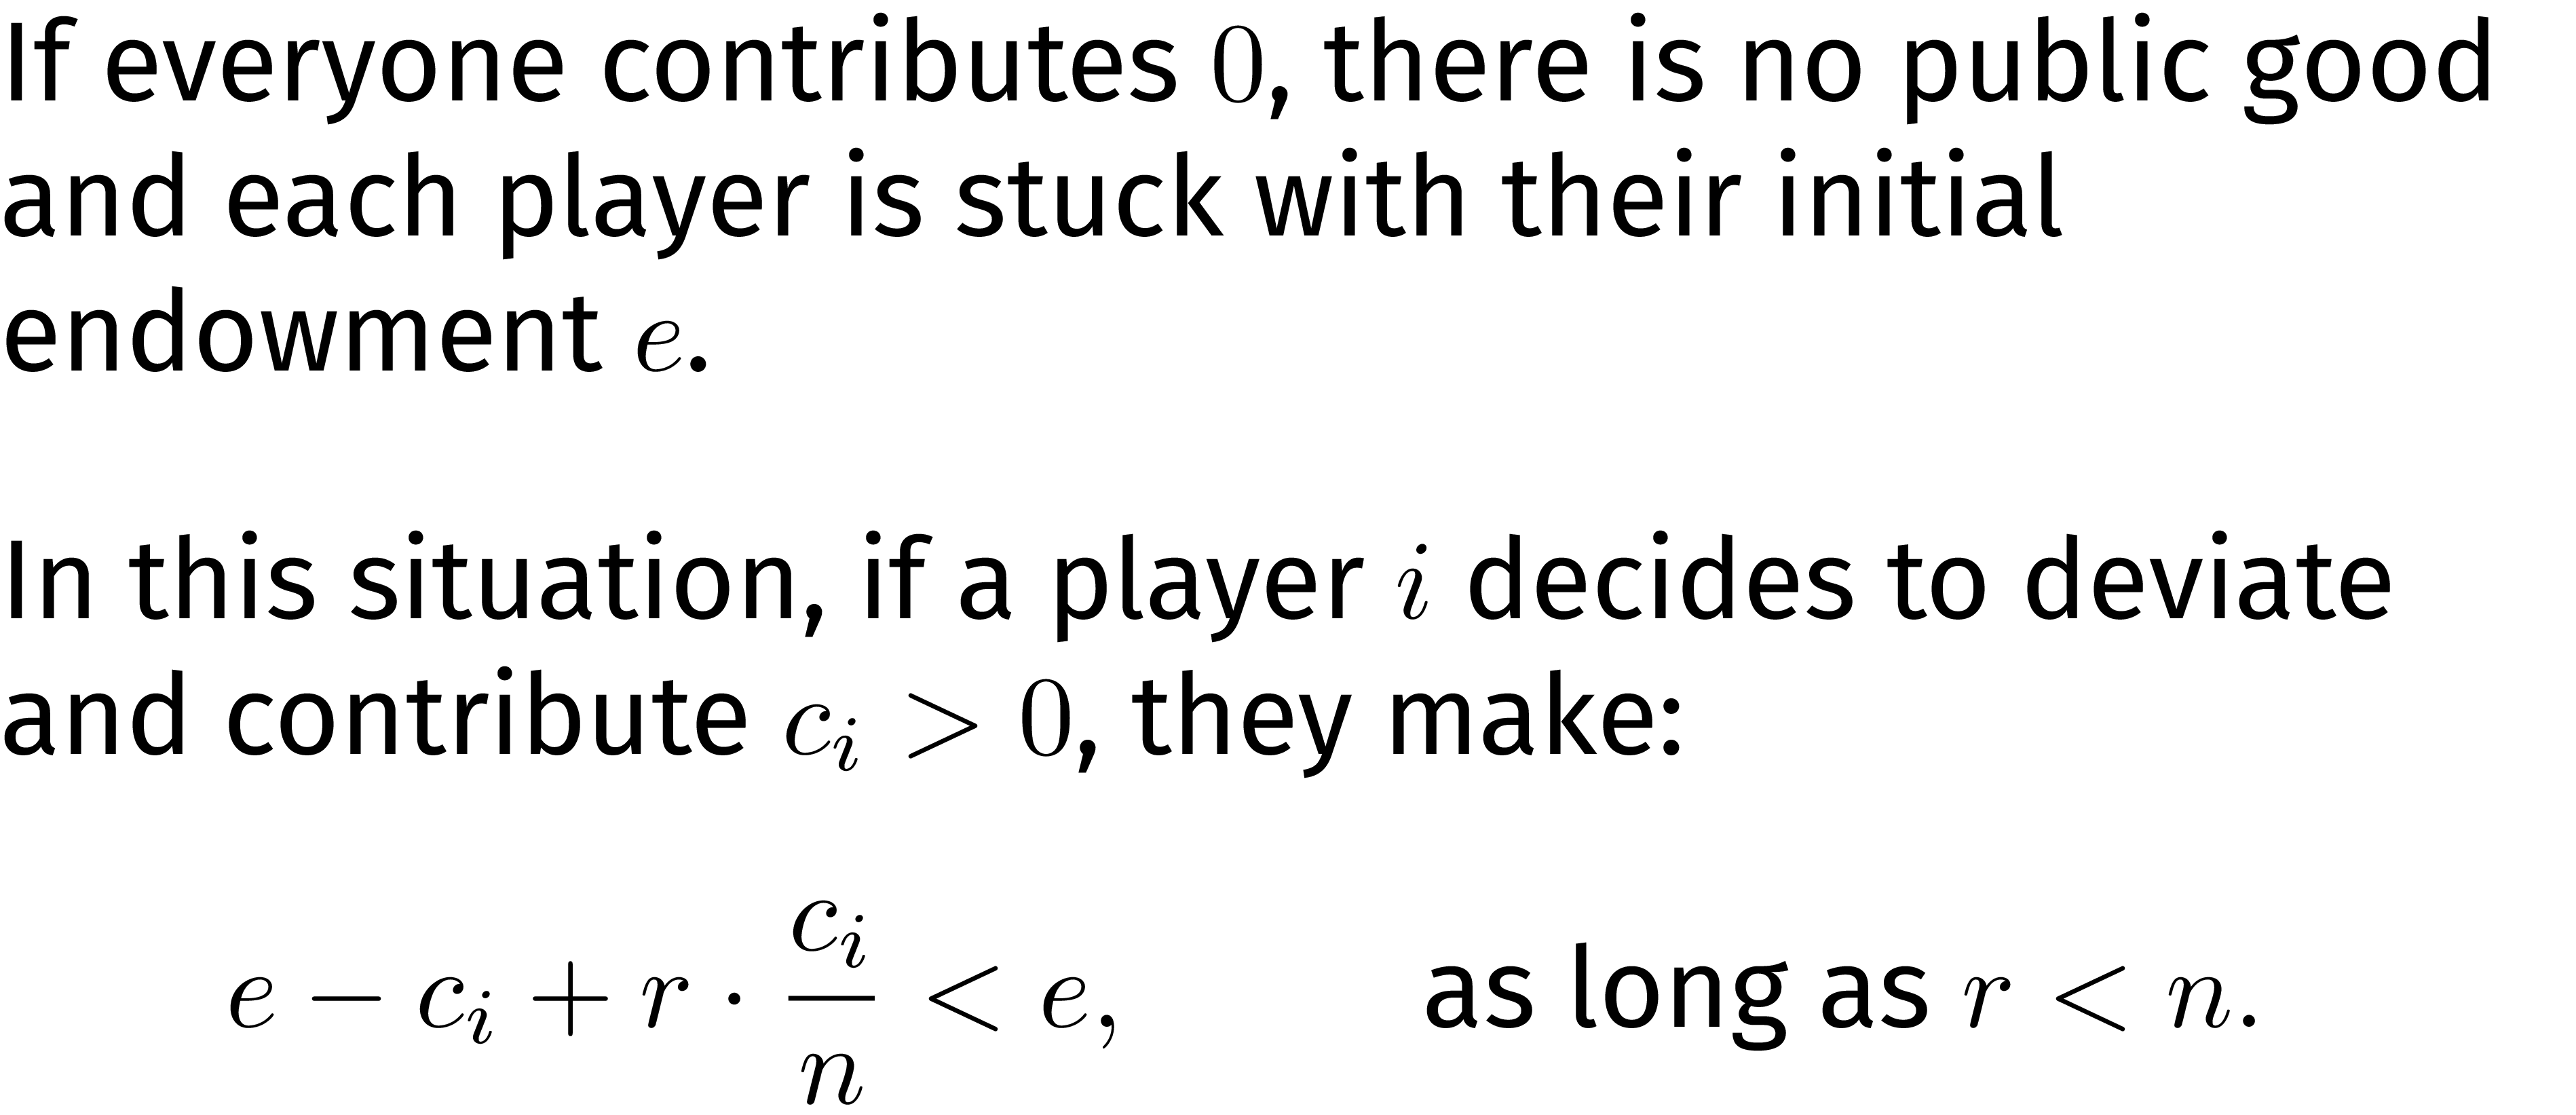 If everyone contributes 0, there is no public good
and each player is stuck with their initial
endowment e.
In this situation, if a player i decides to deviate
and contribute c_i > 0, they make:
e − c_i + r · \frac{c_i}{n} < e, as long as r < n.